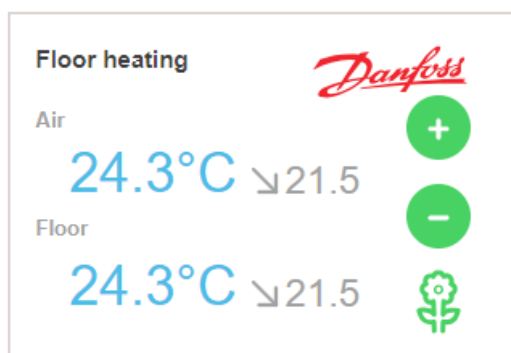 Floor heating
Danfoss
Air
24.3°C ↘21.5
+
Floor
−
24.3°C ↘21.5